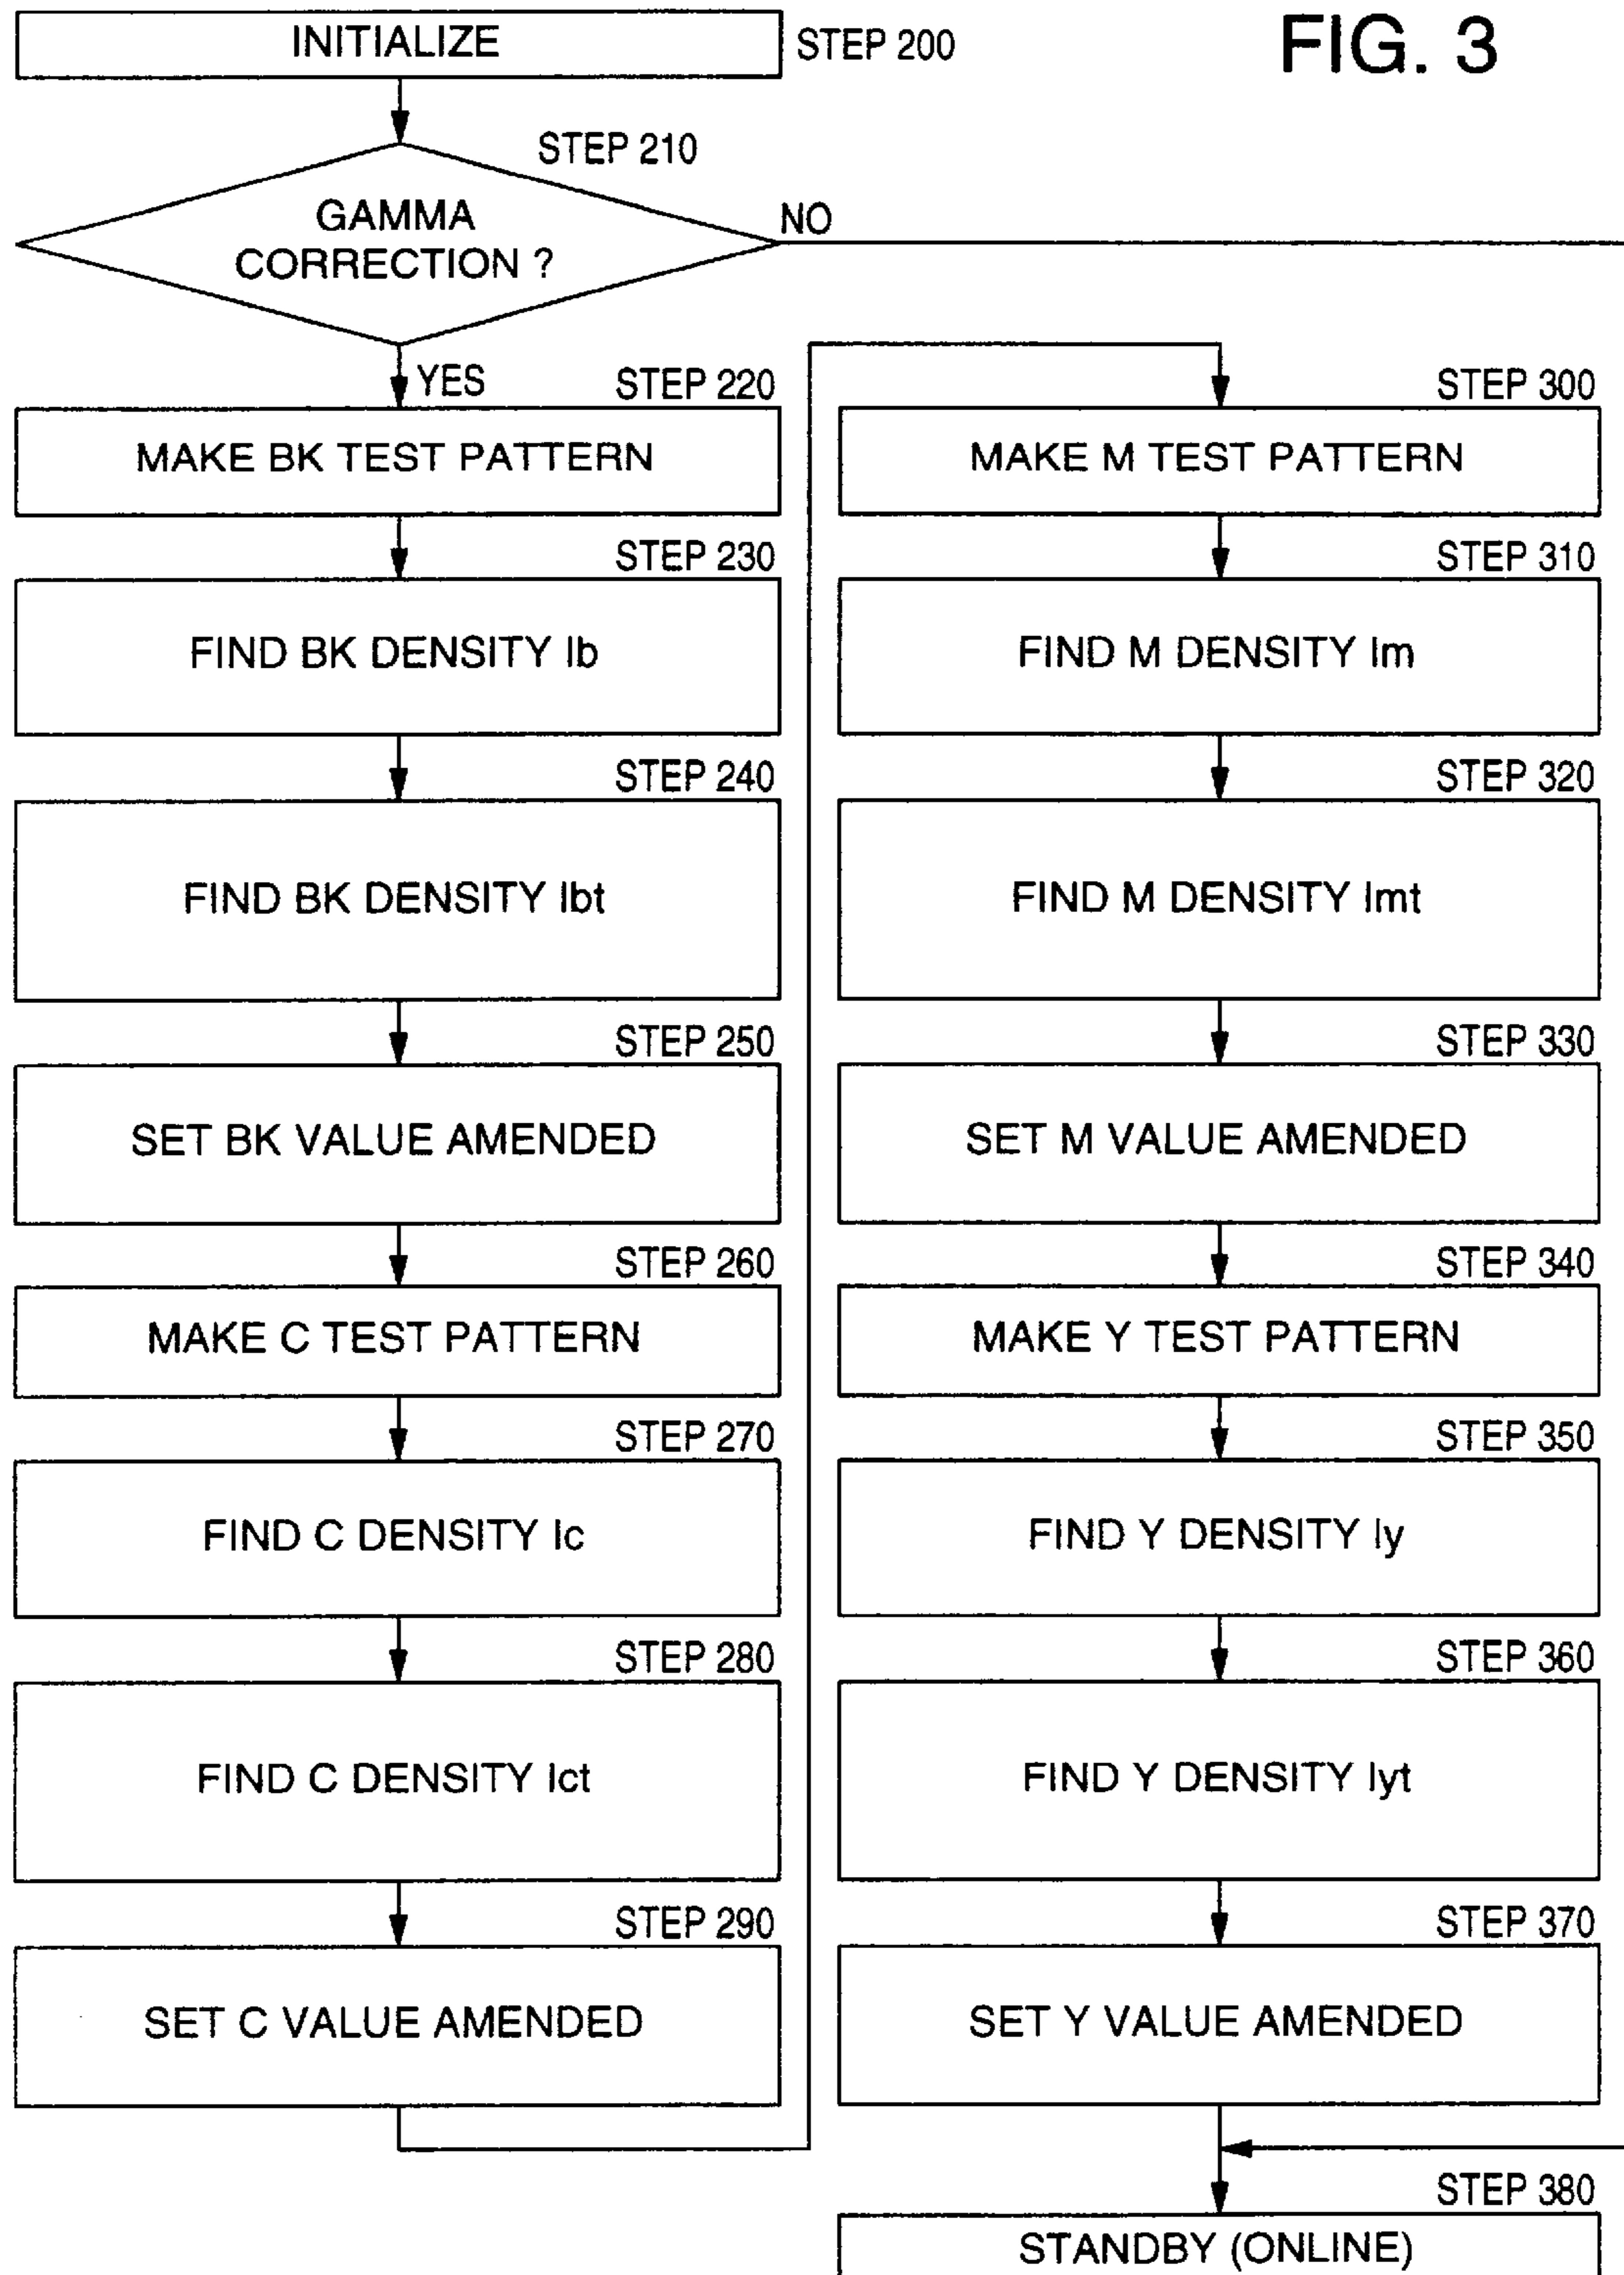 FIG. 3
INITIALIZE
STEP 200
STEP 210
GAMMA
CORRECTION ?
NO
YES
STEP 220
MAKE BK TEST PATTERN
STEP 230
FIND BK DENSITY Ib
STEP 240
FIND BK DENSITY Ibt
STEP 250
SET BK VALUE AMENDED
STEP 260
MAKE C TEST PATTERN
STEP 270
FIND C DENSITY Ic
STEP 280
FIND C DENSITY Ict
STEP 290
SET C VALUE AMENDED
STEP 300
MAKE M TEST PATTERN
STEP 310
FIND M DENSITY Im
STEP 320
FIND M DENSITY Imt
STEP 330
SET M VALUE AMENDED
STEP 340
MAKE Y TEST PATTERN
STEP 350
FIND Y DENSITY Iy
STEP 360
FIND Y DENSITY Iyt
STEP 370
SET Y VALUE AMENDED
STEP 380
STANDBY (ONLINE)